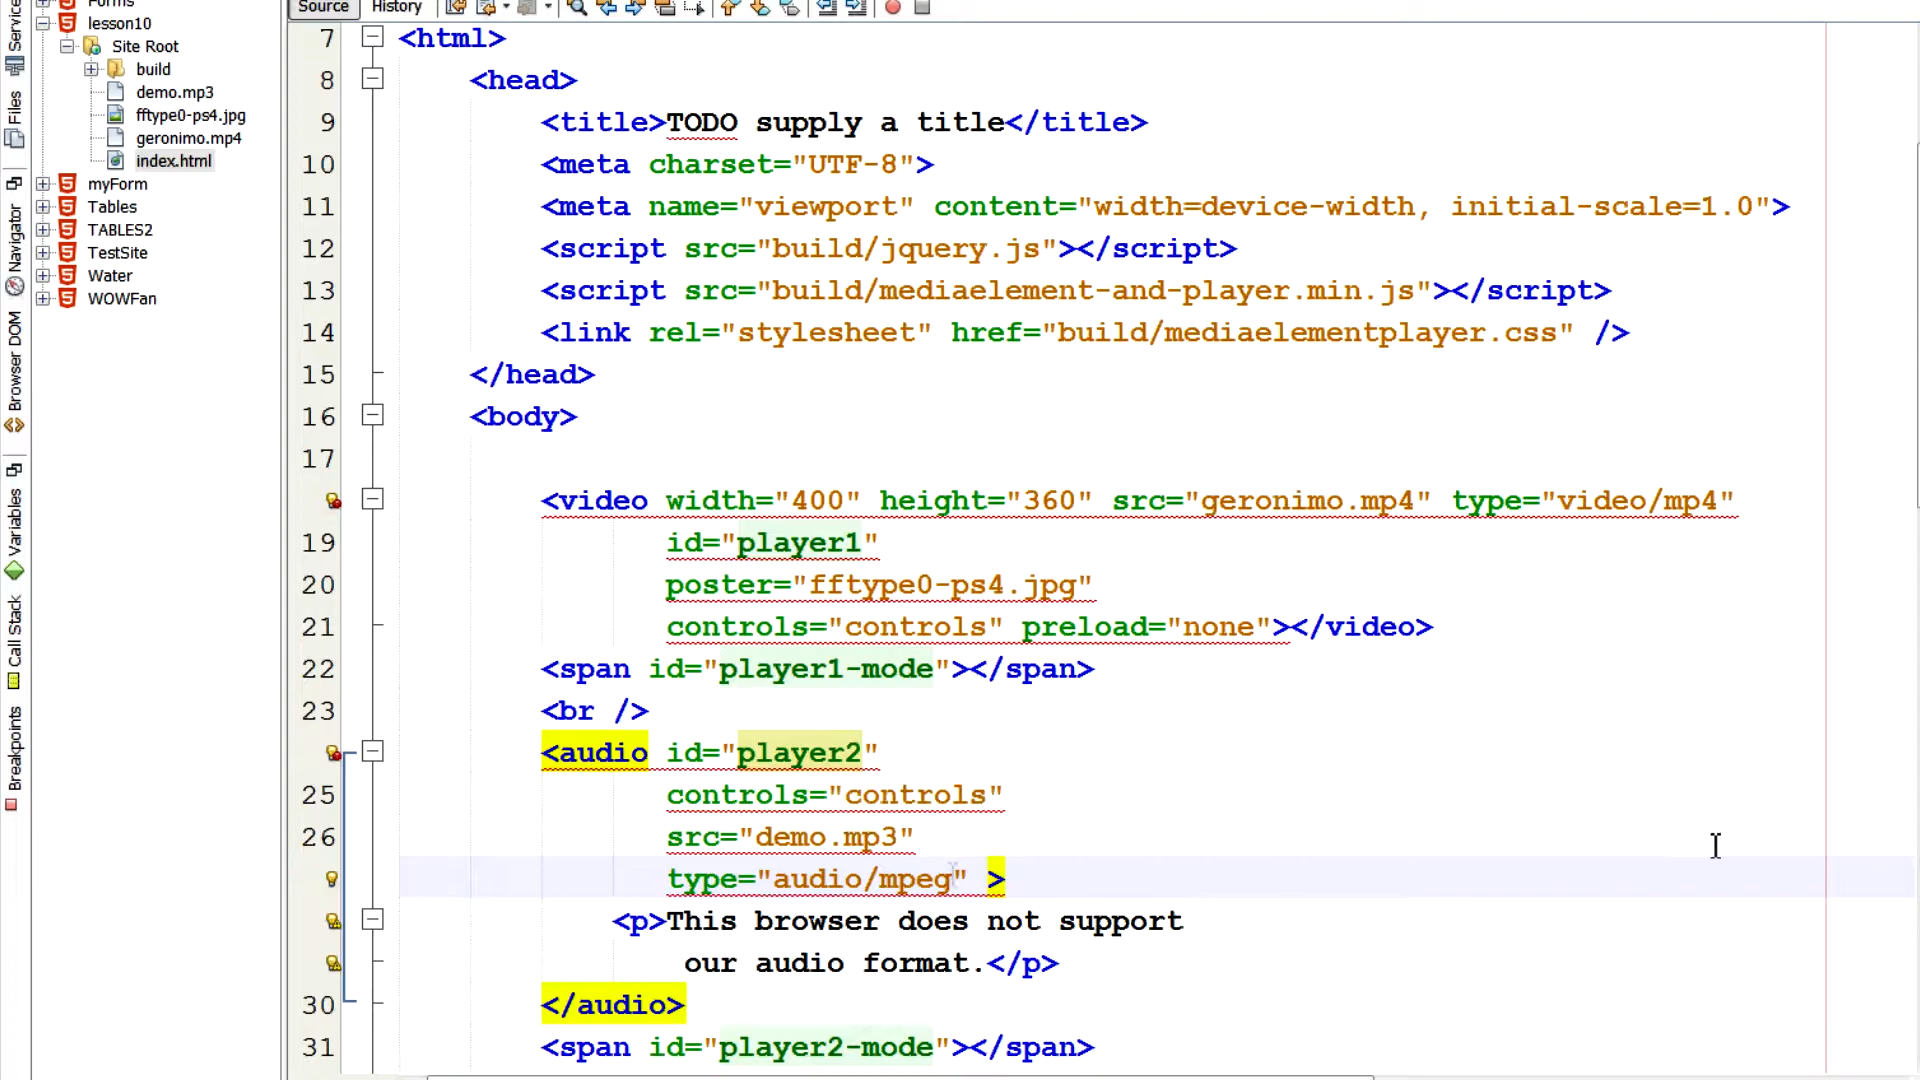 Source History
Forms
lesson10
Site Root
build
demo.mp3
fftype0-ps4.jpg
geronimo.mp4
index.html
myForm
Tables
TABLES2
TestSite
Water
WOWFan
Files
Navigator
Browser DOM
Variables
Call Stack
Breakpoints
7 <html>
8 <head>
9 <title>TODO supply a title</title>
10 <meta charset="UTF-8">
11 <meta name="viewport" content="width=device-width, initial-scale=1.0">
12 <script src="build/jquery.js"></script>
13 <script src="build/mediaelement-and-player.min.js"></script>
14 <link rel="stylesheet" href="build/mediaelementplayer.css" />
15 </head>
16 <body>
17
<video width="400" height="360" src="geronimo.mp4" type="video/mp4"
19 id="player1"
20 poster="fftype0-ps4.jpg"
21 controls="controls" preload="none"></video>
22 <span id="player1-mode"></span>
23 <br />
<audio id="player2"
25 controls="controls"
26 src="demo.mp3"
type="audio/mpeg" >
<p>This browser does not support
our audio format.</p>
30 </audio>
31 <span id="player2-mode"></span>